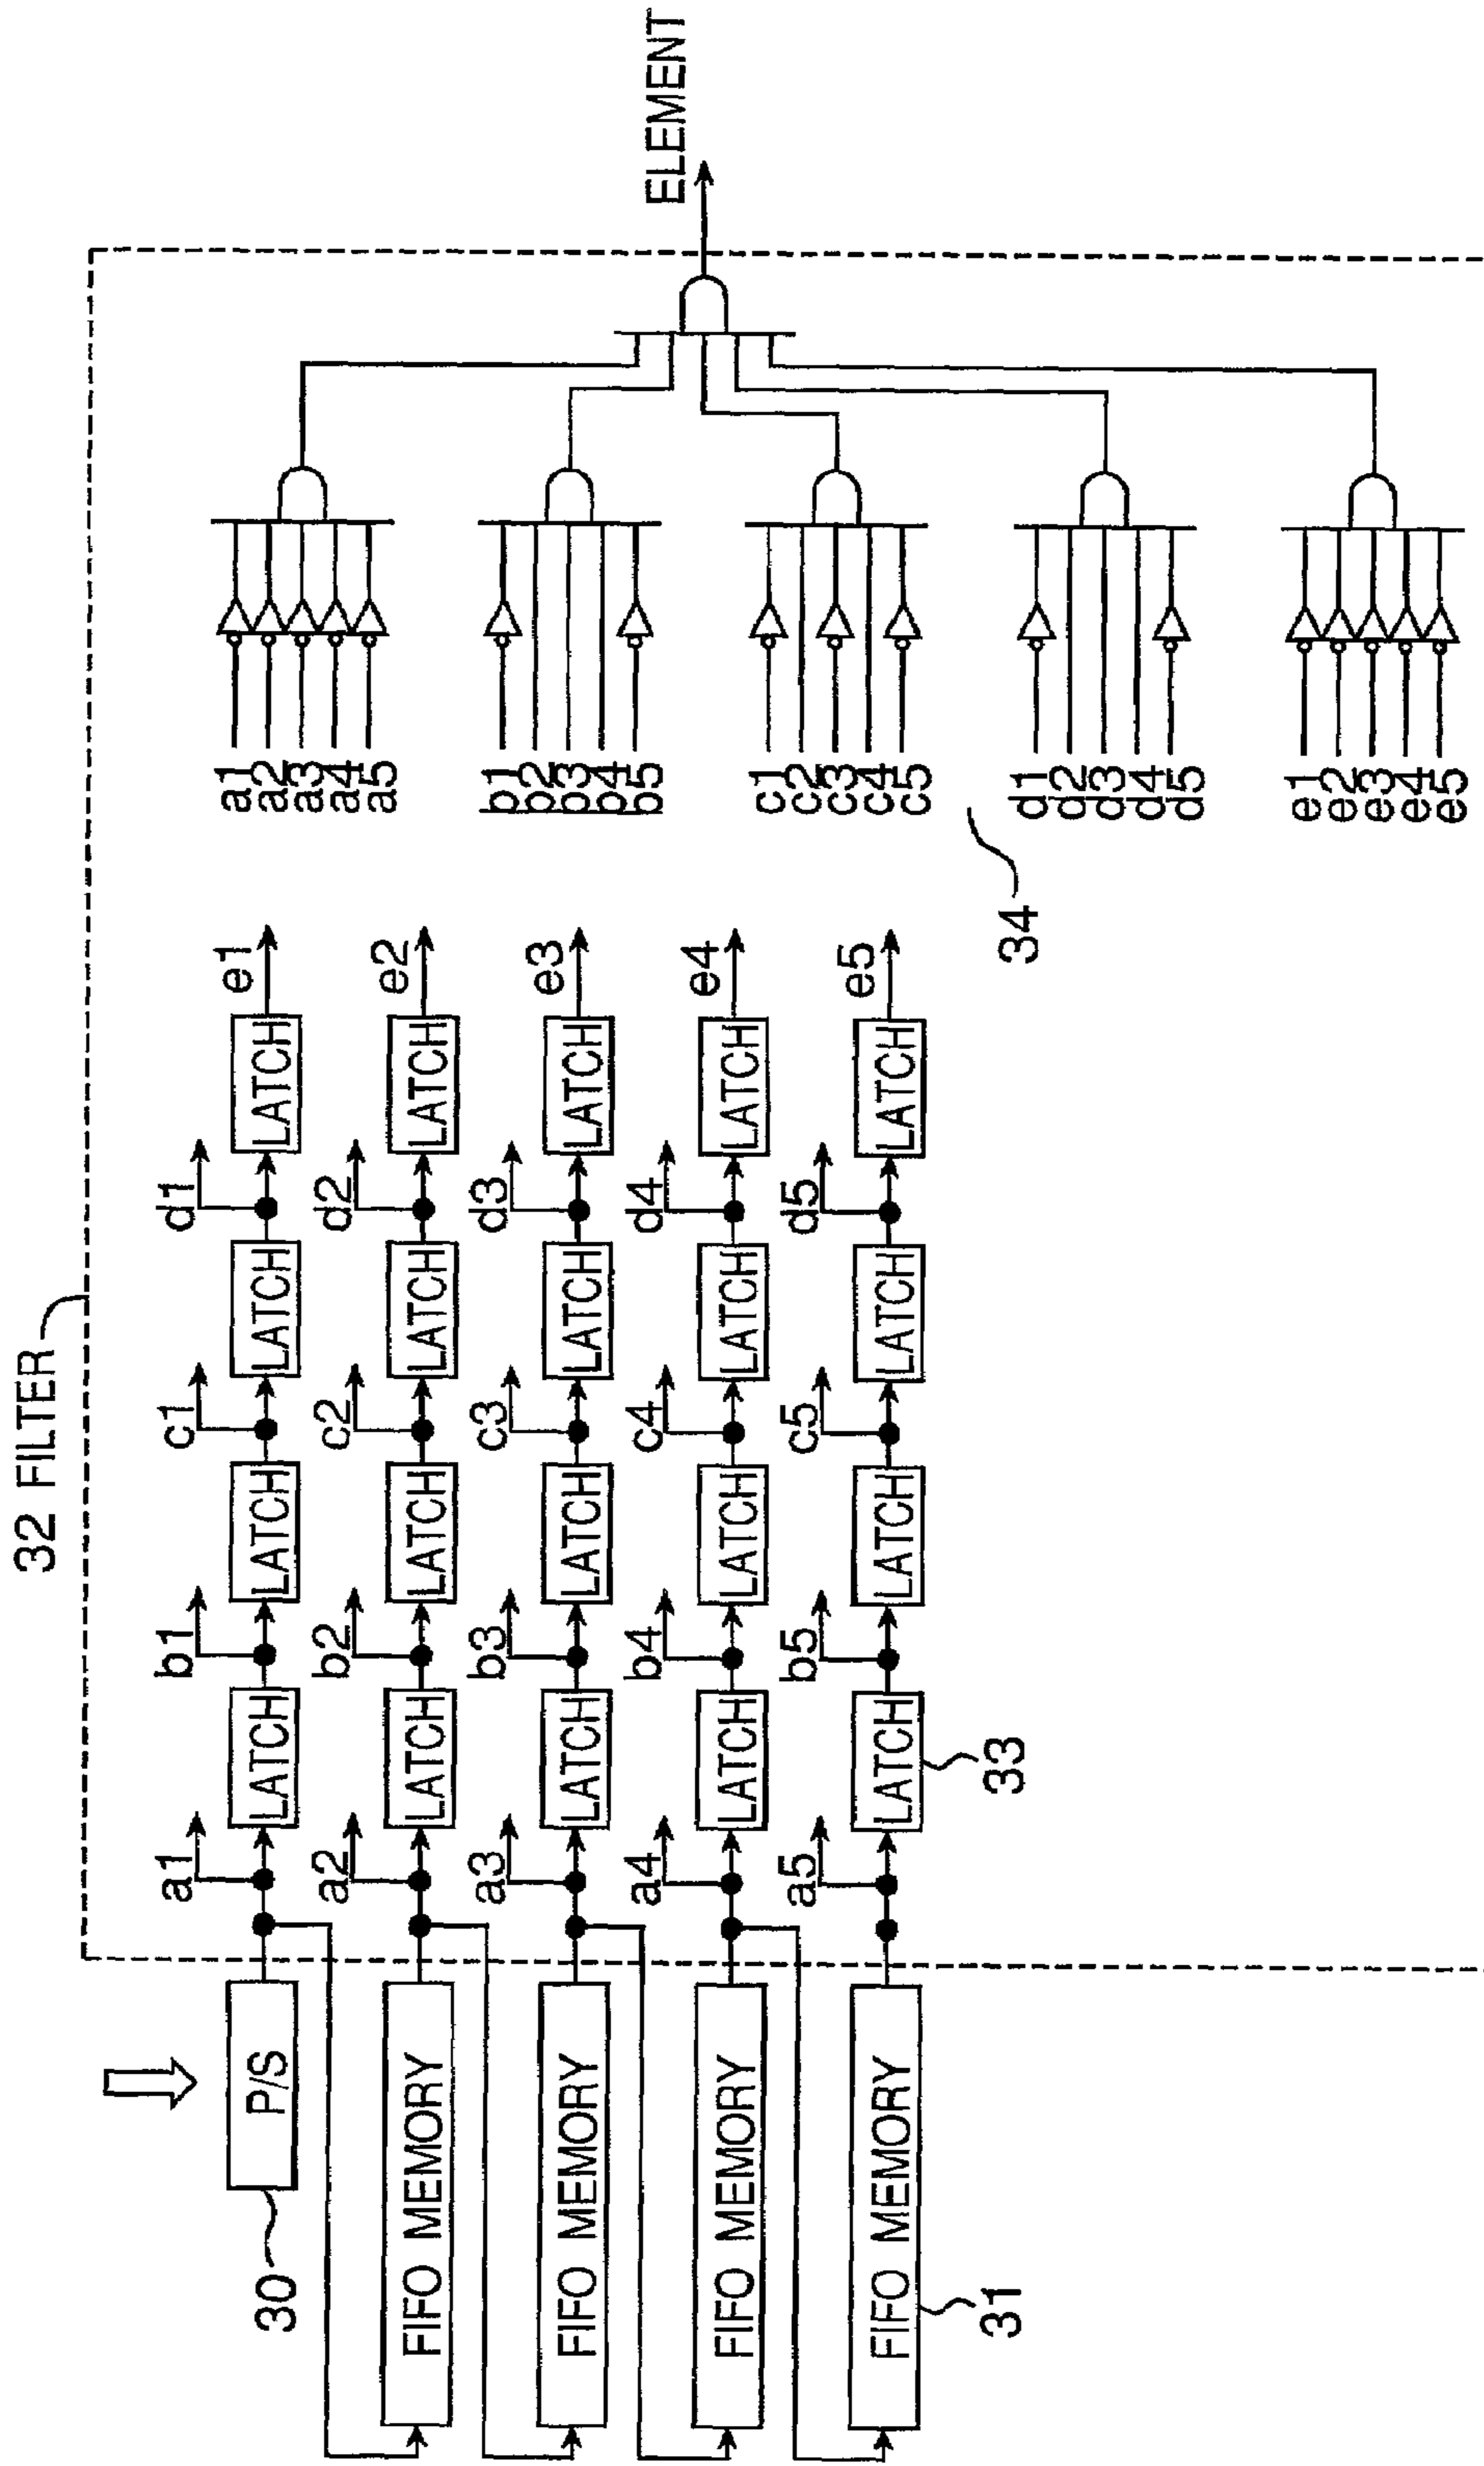 32 FILTER
30
P/S
a1
LATCH
b1
LATCH
c1
LATCH
d1
LATCH
e1
FIFO MEMORY
a2
LATCH
b2
LATCH
c2
LATCH
d2
LATCH
e2
FIFO MEMORY
a3
LATCH
b3
LATCH
c3
LATCH
d3
LATCH
e3
FIFO MEMORY
a4
LATCH
b4
LATCH
c4
LATCH
d4
LATCH
e4
31
FIFO MEMORY
a5
LATCH
33
b5
LATCH
c5
LATCH
d5
LATCH
e5
34
a1
a2
a3
a4
a5
b1
b2
b3
b4
b5
c1
c2
c3
c4
c5
d1
d2
d3
d4
d5
e1
e2
e3
e4
e5
ELEMENT